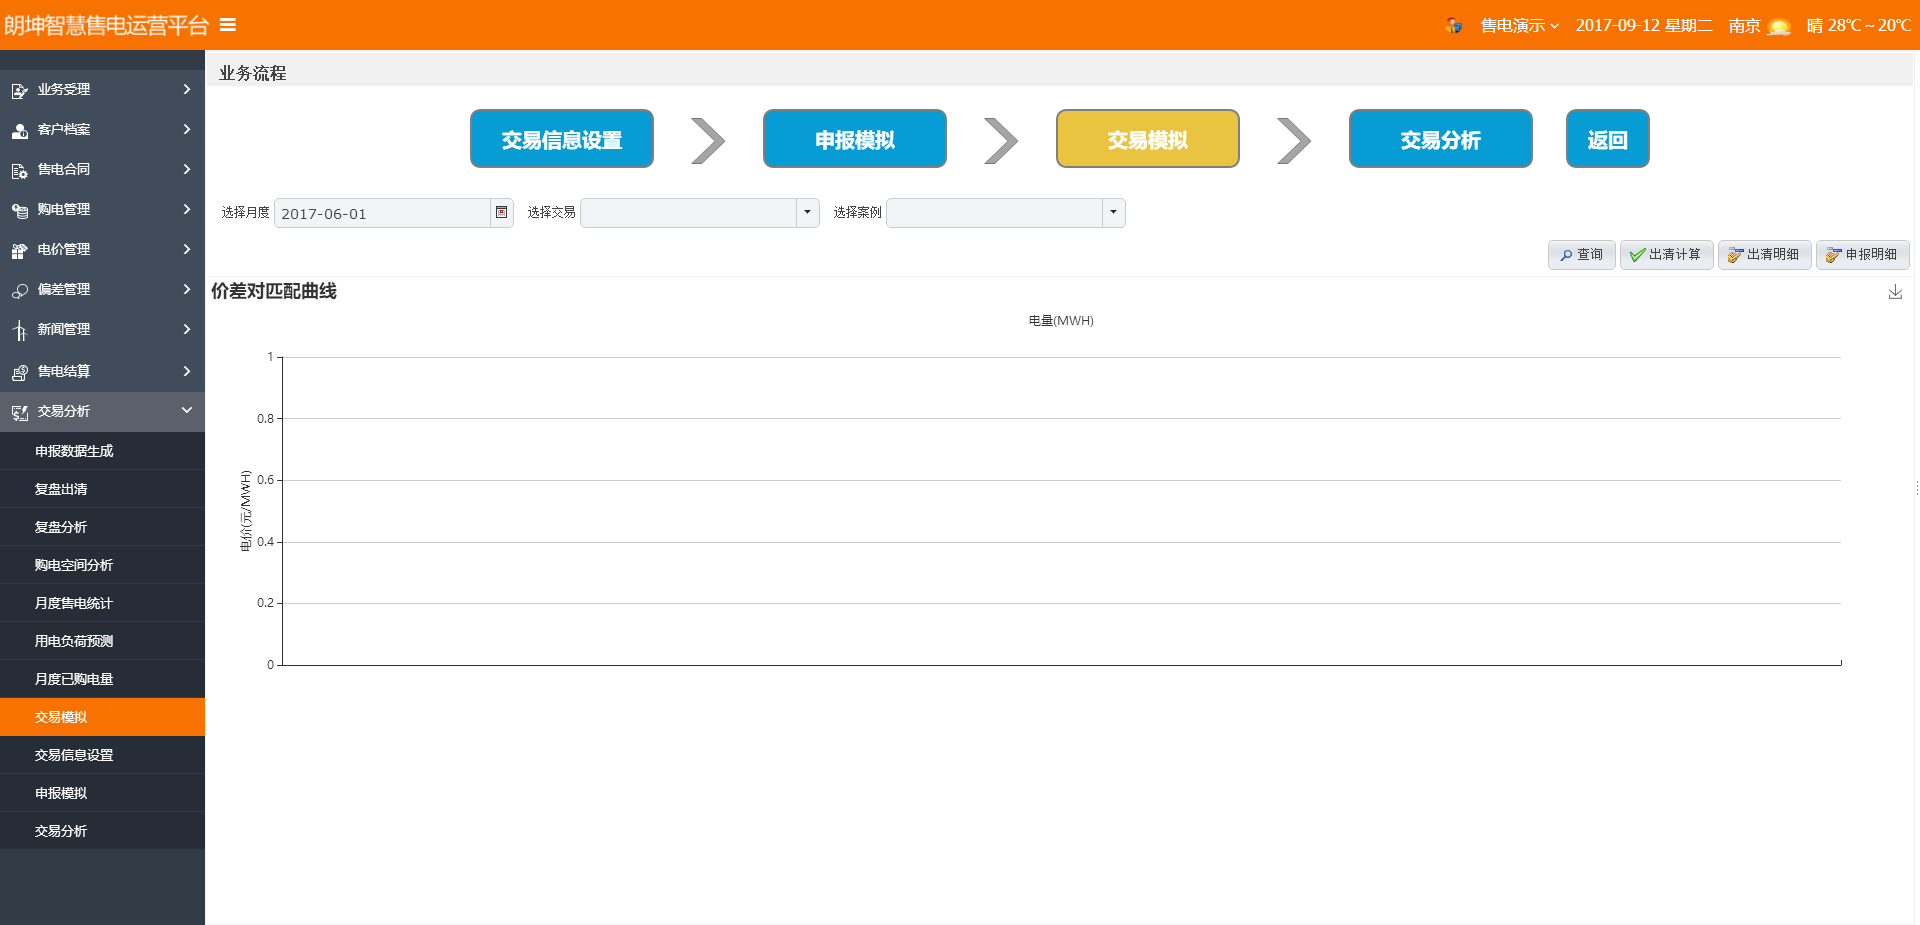 朗坤智慧售电运营平台
售电演示 2017-09-12 星期二 南京 晴 28℃ ~ 20℃
业务受理
客户档案
售电合同
购电管理
电价管理
偏差管理
新闻管理
售电结算
交易分析
申报数据生成
复盘出清
复盘分析
购电空间分析
月度售电统计
用电负荷预测
月度已购电量
交易模拟
交易信息设置
申报模拟
交易分析
业务流程
交易信息设置 申报模拟 交易模拟 交易分析 返回
选择月度 2017-06-01 选择交易 选择案例
查询 出清计算 出清明细 申报明细
价差对匹配曲线
电量(MWH)
电价(元/MWH)
1
0.8
0.6
0.4
0.2
0